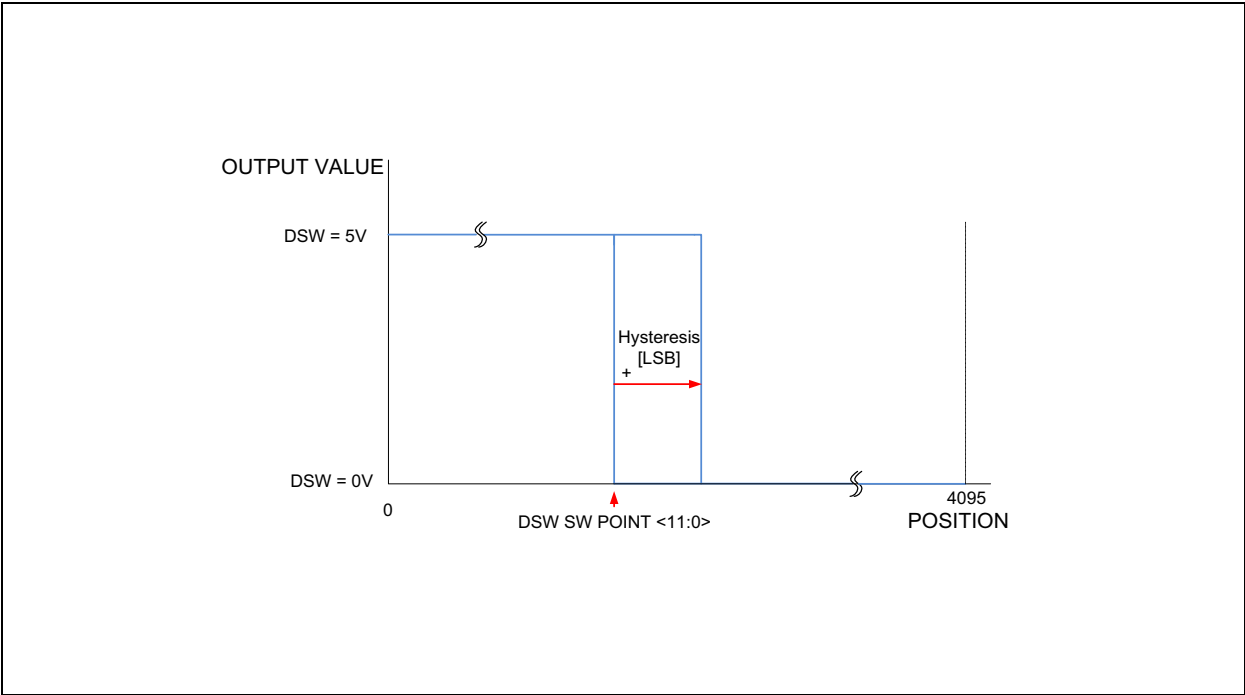 OUTPUT VALUE
DSW = 5V
Hysteresis
[LSB]
+
DSW = 0V
0
4095
DSW SW POINT <11:0>
POSITION